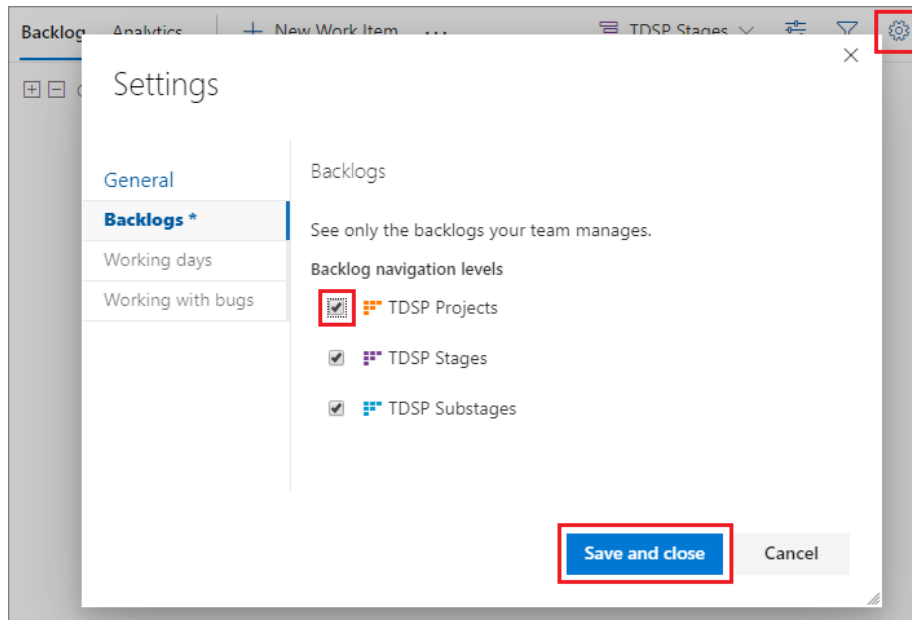 Backlog Analytics New Work Item ... TDSP Stages
Settings
General
Backlogs *
Working days
Working with bugs
Backlogs
See only the backlogs your team manages.
Backlog navigation levels
TDSP Projects
TDSP Stages
TDSP Substages
Save and close Cancel